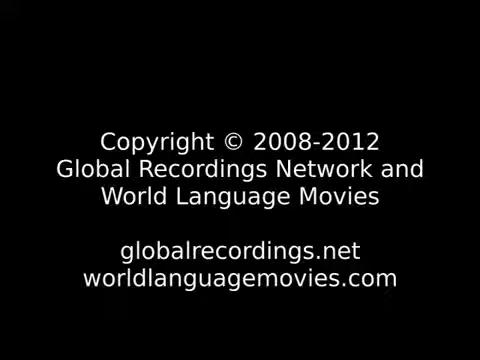 Copyright © 2008-2012
Global Recordings Network and
World Language Movies
globalrecordings.net
worldlanguagemovies.com